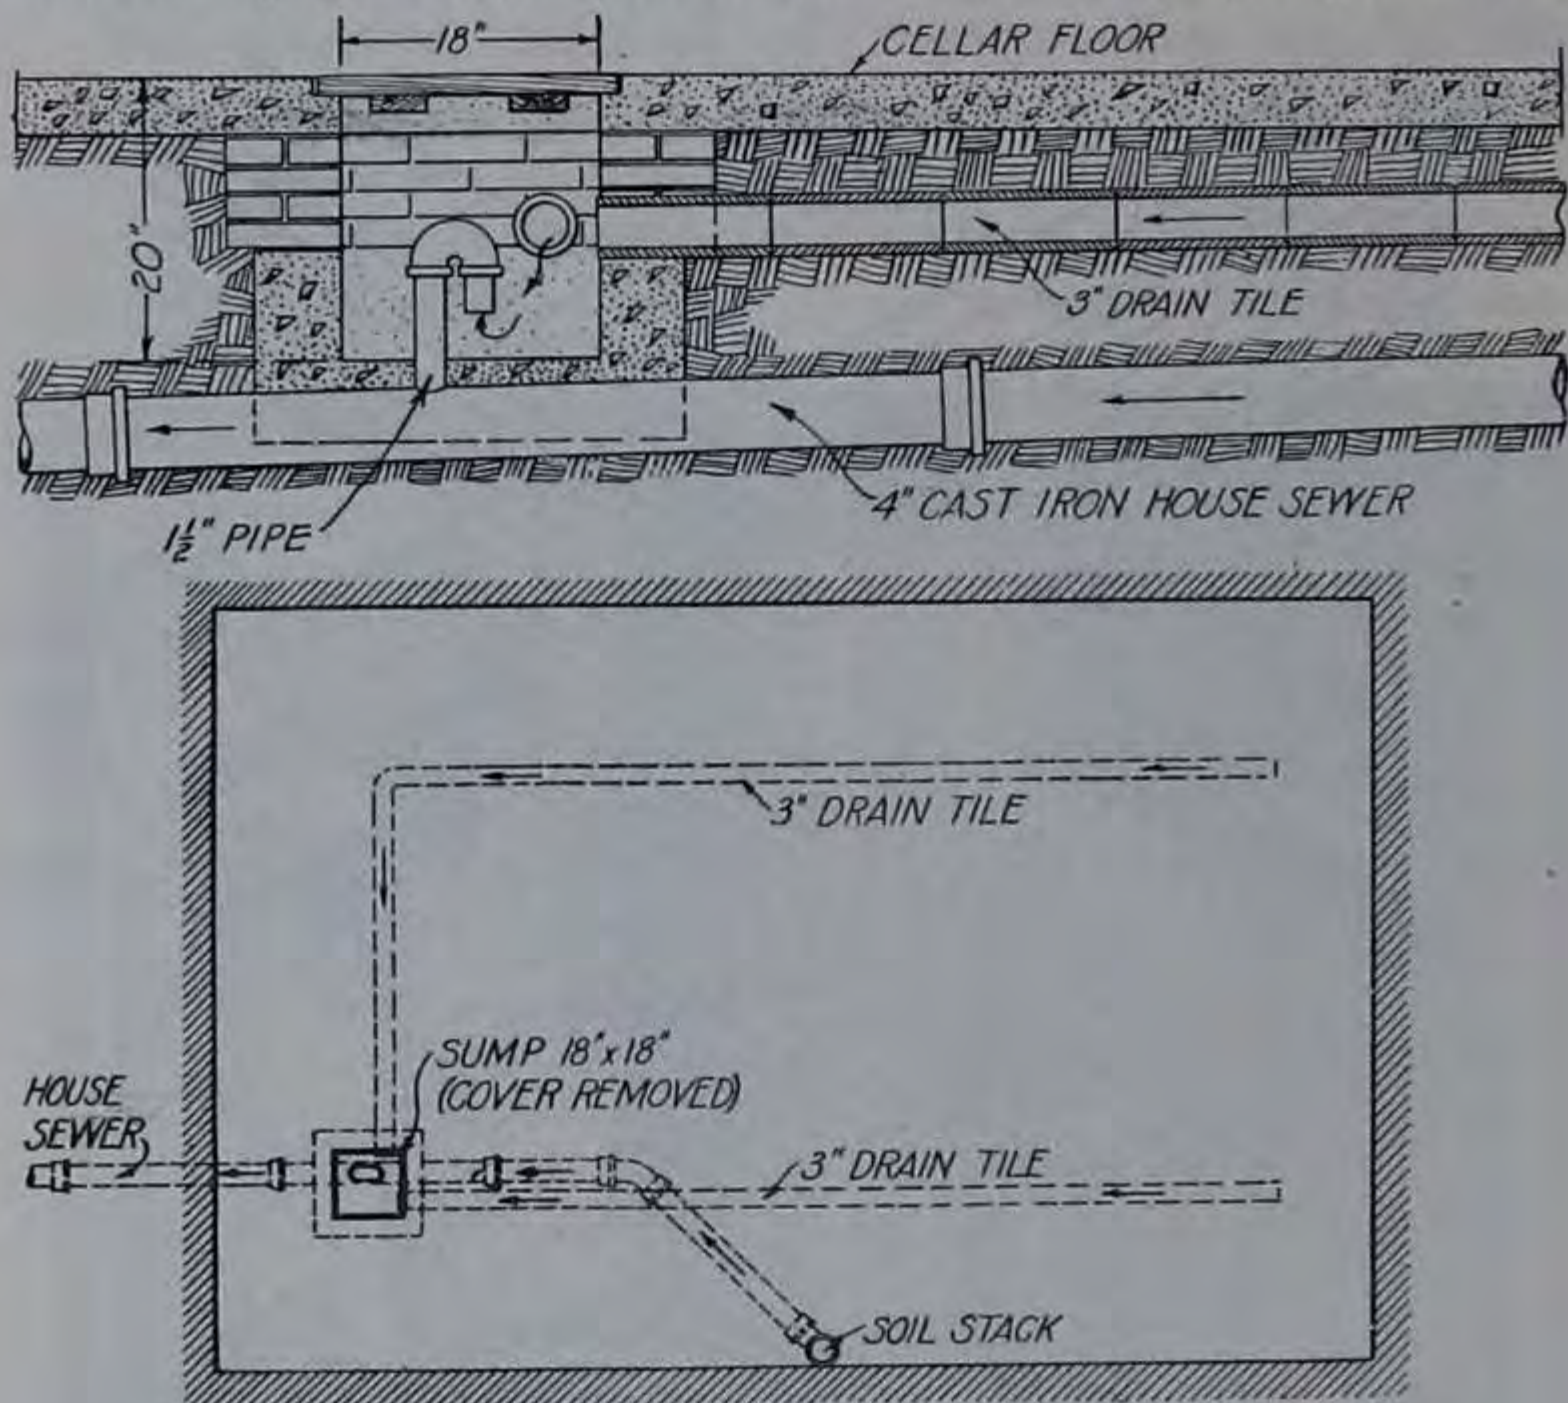 18"
CELLAR FLOOR
20"
3" DRAIN TILE
4" CAST IRON HOUSE SEWER
1½" PIPE
3" DRAIN TILE
SUMP 18"x18"
(COVER REMOVED)
HOUSE
SEWER
3" DRAIN TILE
SOIL STACK